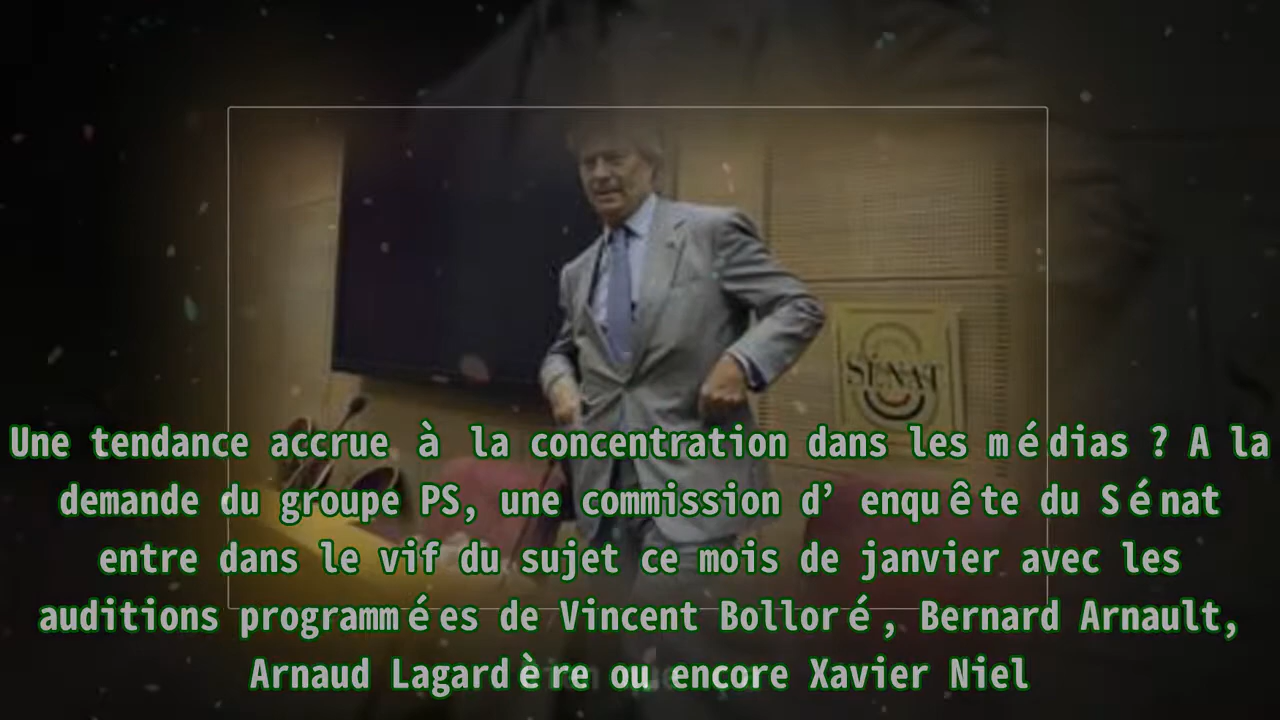 SÉNAT
Une tendance accrue à la concentration dans les médias ? A la
demande du groupe PS, une commission d’ enquête du Sénat
entre dans le vif du sujet ce mois de janvier avec les
auditions programmées de Vincent Bolloré, Bernard Arnault,
Arnaud Lagardère ou encore Xavier Niel